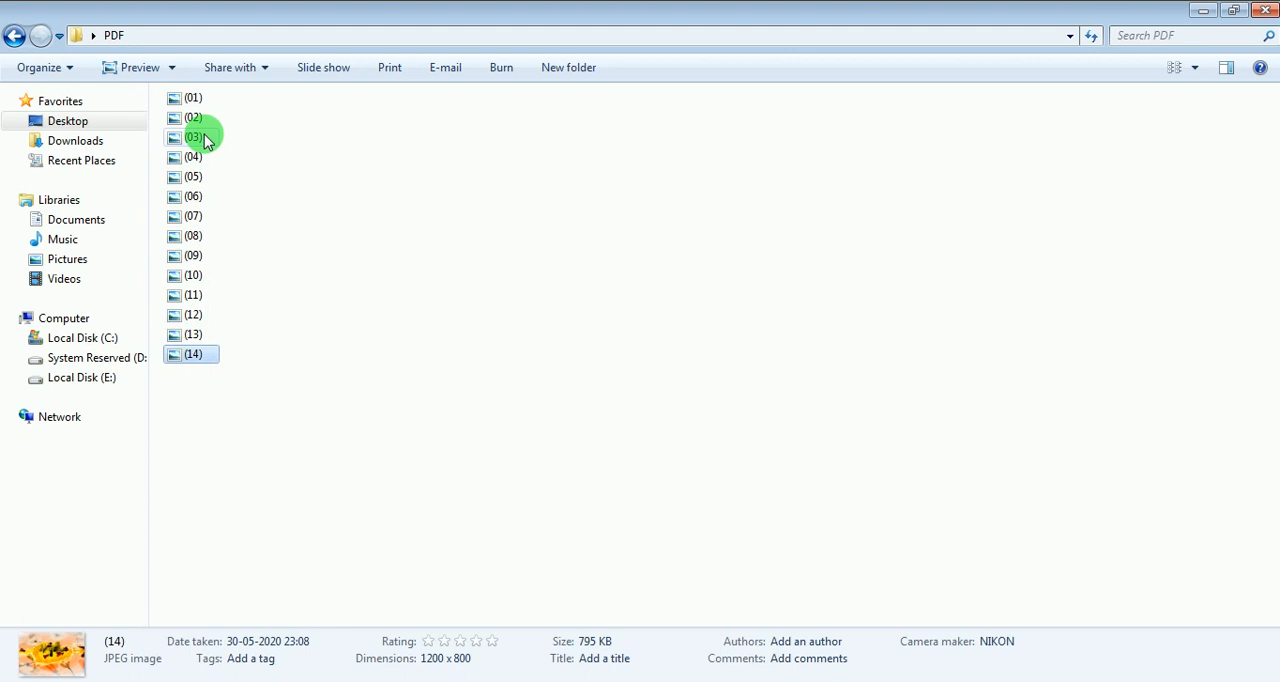 PDF
Search PDF
Organize Preview Share with Slide show Print E-mail Burn New folder
Favorites
Desktop
Downloads
Recent Places
Libraries
Documents
Music
Pictures
Videos
Computer
Local Disk (C:)
System Reserved (D:
Local Disk (E:)
Network
(01)
(02)
(03)
(04)
(05)
(06)
(07)
(08)
(09)
(10)
(11)
(12)
(13)
(14)
(14) Date taken: 30-05-2020 23:08 Rating: Size: 795 KB Authors: Add an author Camera maker: NIKON
JPEG image Tags: Add a tag Dimensions: 1200 x 800 Title: Add a title Comments: Add comments